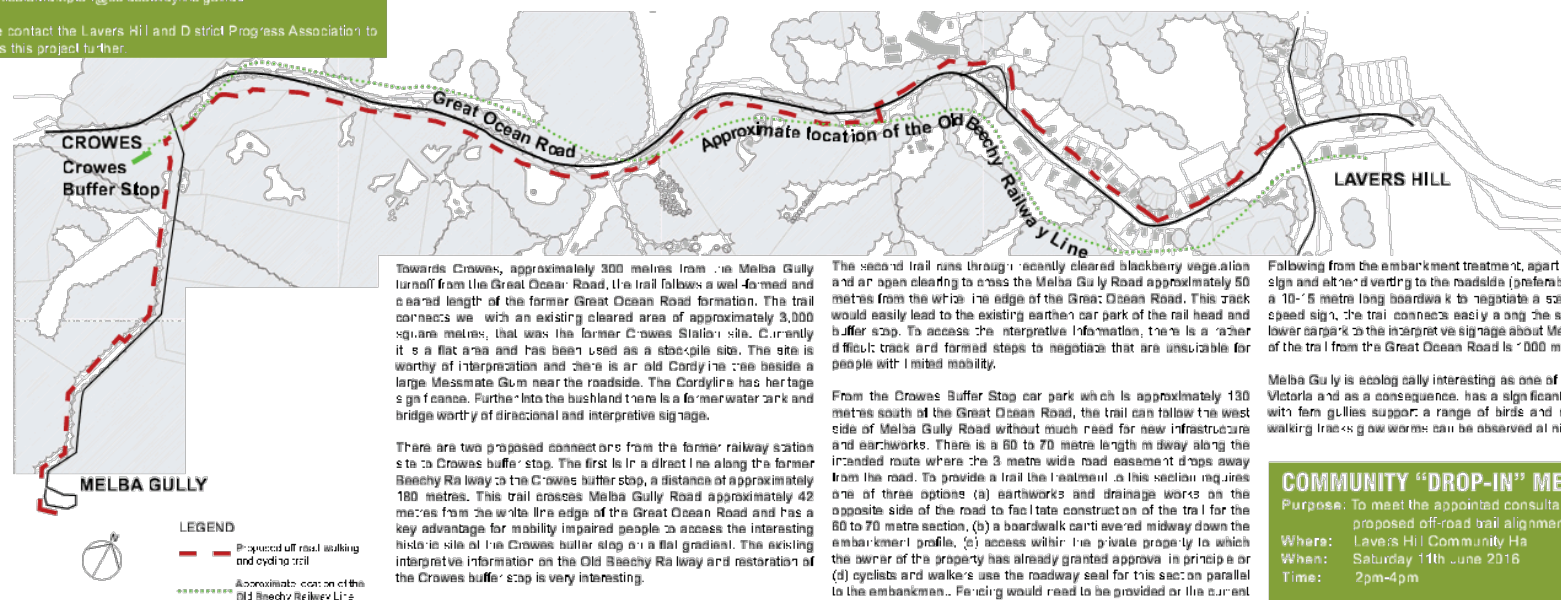 contact the Lavers Hill and District Progress Association to
this project further.
Great Ocean Road
Approximate location of the Old Beechy Railway Line
CROWES
Crowes
Buffer Stop
LAVERS HILL
MELBA GULLY
LEGEND
Proposed off road walking
and cycling trail
Approximate location of the
Old Beechy Railway Line
Towards Crowes, approximately 300 metres from the Melba Gully
turnoff from the Great Ocean Road, the trail follows a well-formed and
cleared length of the former Great Ocean Road formation. The trail
connects well with an existing cleared area of approximately 3,000
square metres, that was the former Crowes Station site. Currently
it is a flat area and has been used as a stockpile site. The site is
worthy of interpretation and there is an old Cordyline tree beside a
large Messmate Gum near the roadside. The Cordyline has heritage
significance. Further into the bushland there is a former water tank and
bridge worthy of directional and interpretive signage.
There are two proposed connections from the former railway station
site to Crowes buffer stop. The first is in a direct line along the former
Beechy Railway to the Crowes buffer stop, a distance of approximately
180 metres. This trail crosses Melba Gully Road approximately 42
metres from the white line edge of the Great Ocean Road and has a
key advantage for mobility impaired people to access the interesting
historic site of the Crowes buffer stop on a flat gradient. The existing
interpretive information on the Old Beechy Railway and restoration of
the Crowes buffer stop is very interesting.
The second trail runs through recently cleared blackberry vegetation
and an open clearing to cross the Melba Gully Road approximately 50
metres from the white line edge of the Great Ocean Road. This track
would easily lead to the existing earthen car park of the rail head and
buffer stop. To access the interpretive information, there is a rather
difficult track and formed steps to negotiate that are unsuitable for
people with limited mobility.
From the Crowes Buffer Stop car park which is approximately 130
metres south of the Great Ocean Road, the trail can follow the west
side of Melba Gully Road without much need for new infrastructure
and earthworks. There is a 60 to 70 metre length midway along the
intended route where the 3 metre wide road easement drops away
from the road. To provide a trail the treatment to this section requires
one of three options (a) earthworks and drainage works on the
opposite side of the road to facilitate construction of the trail for the
60 to 70 metre section, (b) a boardwalk cantilevered midway down the
embankment profile, (c) access within the private property to which
the owner of the property has already granted approval in principle or
(d) cyclists and walkers use the roadway seal for this section parallel
to the embankment. Fencing would need to be provided or the current
Following from the embankment treatment, apart
sign and either diverting to the roadside (preferab
a 10-15 metre long boardwalk to negotiate a
speed sign, the trail connects easily along the s
lower carpark to the interpretive signage about Me
of the trail from the Great Ocean Road is 1000 m
Melba Gully is ecologically interesting as one of
Victoria and as a consequence, has a significant
with fern gullies support a range of birds and
walking tracks glow worms can be observed at ni
COMMUNITY “DROP-IN” ME
Purpose: To meet the appointed consulta
proposed off-road trail alignmen
Where: Lavers Hill Community Ha
When: Saturday 11th June 2016
Time: 2pm-4pm